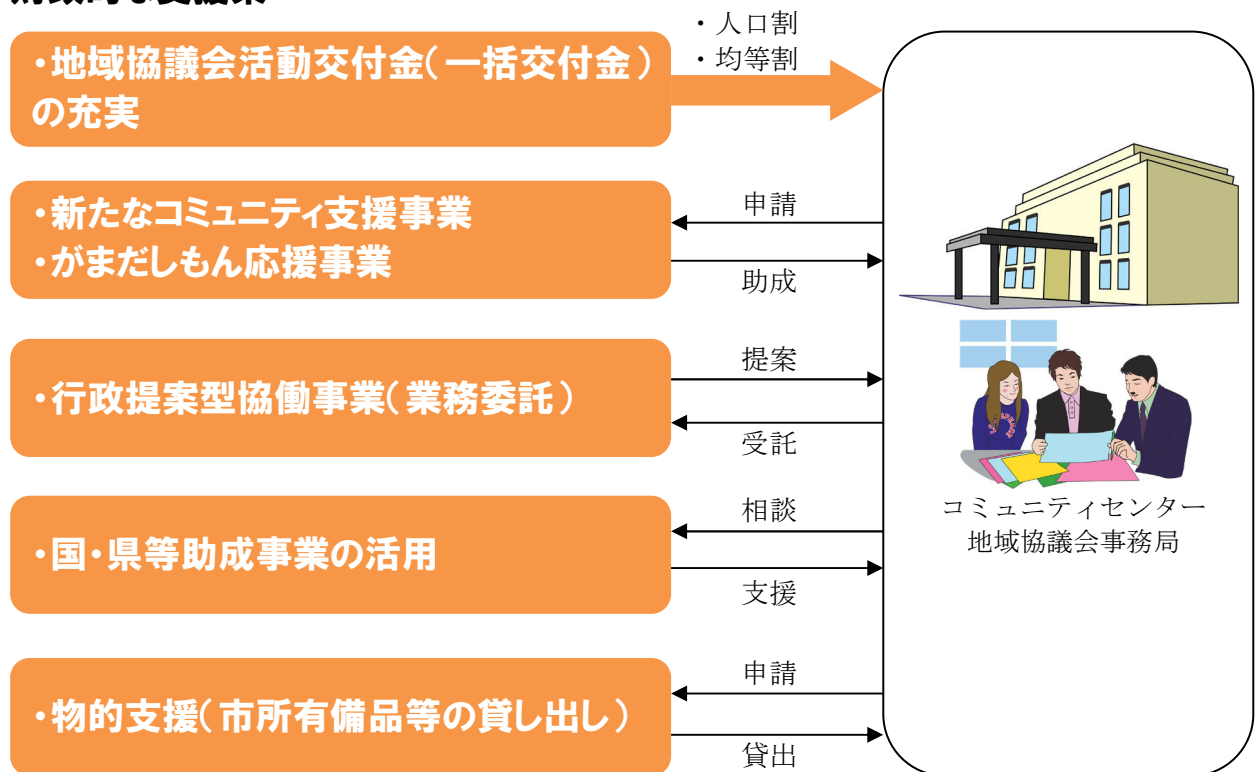 ・人口割
・均等割
・地域協議会活動交付金(一括交付金)
の充実
・新たなコミュニティ支援事業
・がまだしもん応援事業
申請
助成
・行政提案型協働事業(業務委託)
提案
受託
・国・県等助成事業の活用
相談
支援
・物的支援(市所有備品等の貸し出し)
申請
貸出
コミュニティセンター
地域協議会事務局